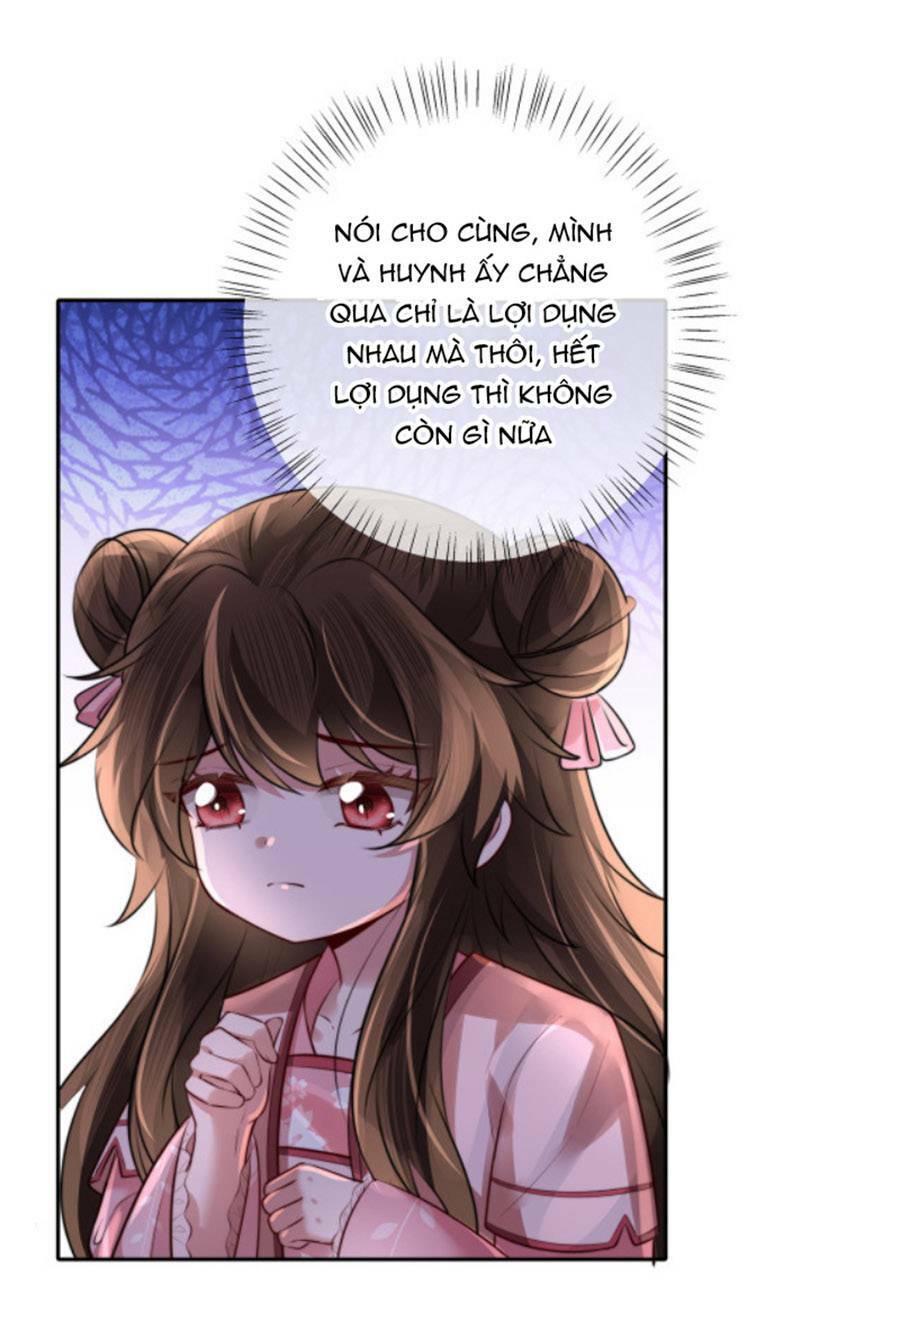 NÓI CHO CÙNG, MÌNH
VÀ HUYNH ẤY CHẲNG
QUA CHỈ LÀ LỢI DỤNG
NHAU MÀ THÔI, HẾT
LỢI DỤNG THÌ KHÔNG
CÒN GÌ NỮA